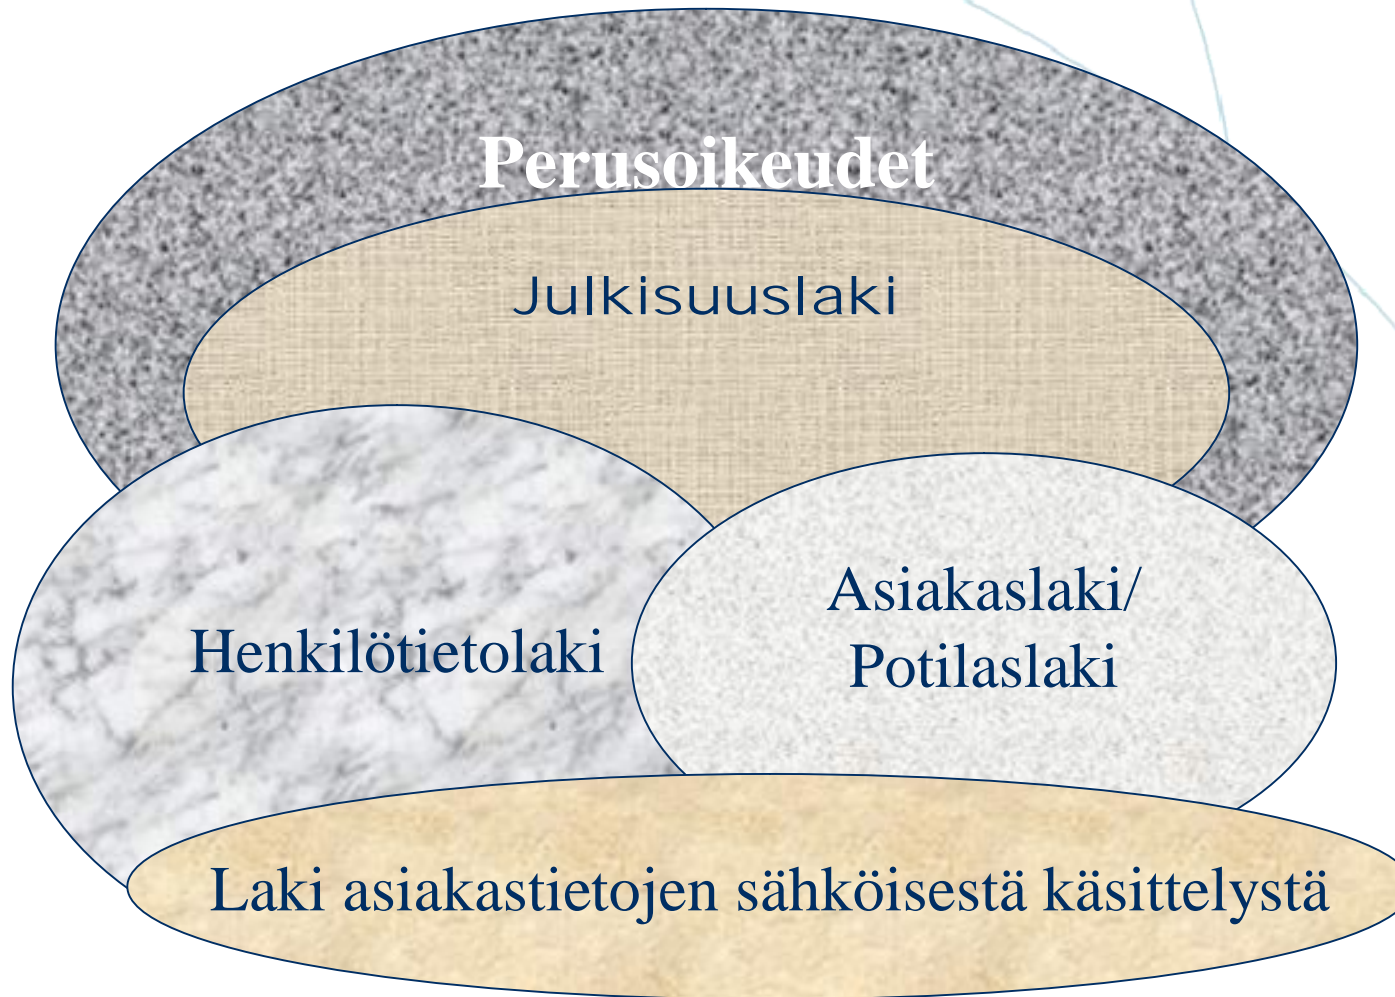 Perusoikeudet
Julkisuuslaki
Asiakaslaki/
Potilaslaki
Henkilötietolaki
Laki asiakastietojen sähköisestä käsittelystä